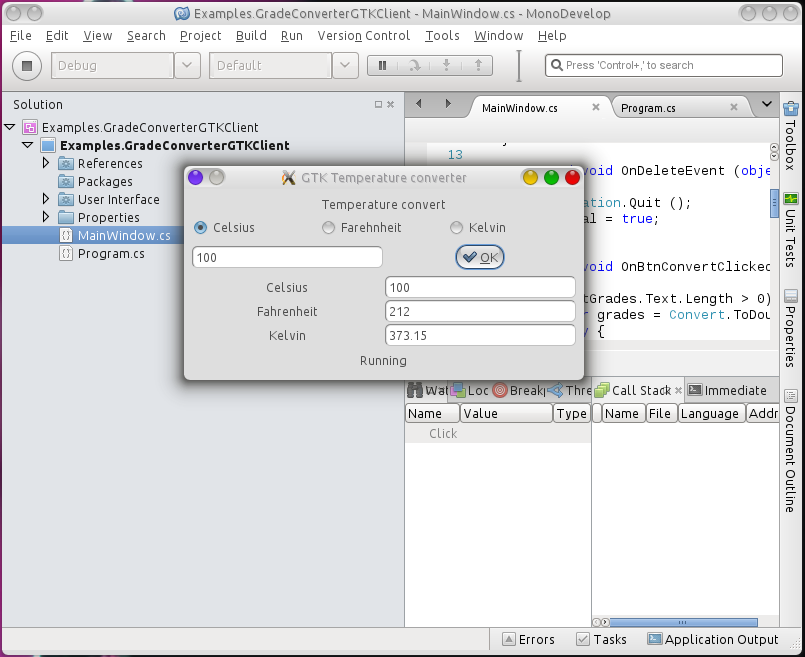 Examples.GradeConverterGTKClient - MainWindow.cs - MonoDevelop
File Edit View Search Project Build Run Version Control Tools Window Help
Debug Default Press 'Control+,' to search
Solution
MainWindow.cs Program.cs
Examples.GradeConverterGTKClient
Examples.GradeConverterGTKClient
References
Packages
User Interface
Properties
MainWindow.cs
Program.cs
13
void OnDeleteEvent (obje
ation.Quit ();
al = true;
void OnBtnConvertClicked
tGrades.Text.Length > 0)
r grades = Convert.ToDou
y {
GTK Temperature converter
Temperature convert
Celsius Farehnheit Kelvin
100 OK
Celsius 100
Fahrenheit 212
Kelvin 373.15
Running
Wat Loc Break Thre Call Stack Immediate
Name Value Type Name File Language Addr
Click
Toolbox
Unit Tests
Properties
Document Outline
Errors Tasks Application Output